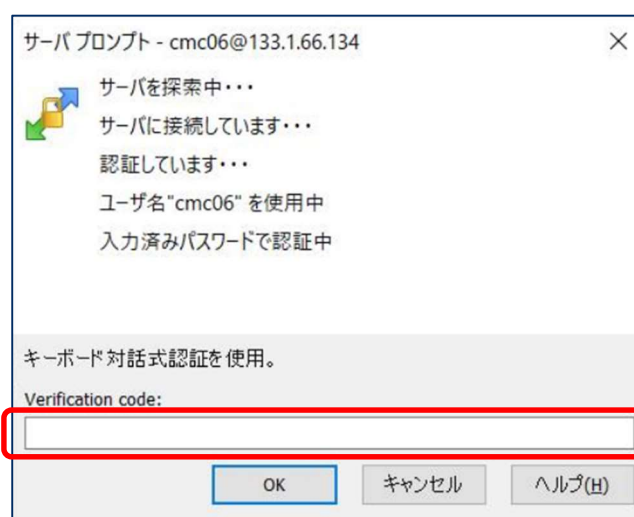 サーバ プロンプト - cmc06@133.1.66.134
サーバを探索中・・・
サーバに接続しています・・・
認証しています・・・
ユーザ名"cmc06" を使用中
入力済みパスワードで認証中
キーボード対話式認証を使用。
Verification code:
OK
キャンセル
ヘルプ(H)